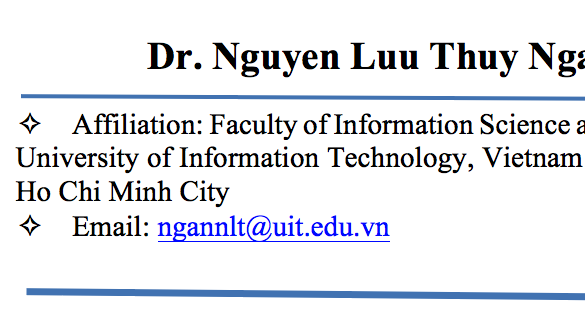 Dr. Nguyen Luu Thuy Nga
✧ Affiliation: Faculty of Information Science a
University of Information Technology, Vietnam
Ho Chi Minh City
✧ Email: ngannlt@uit.edu.vn